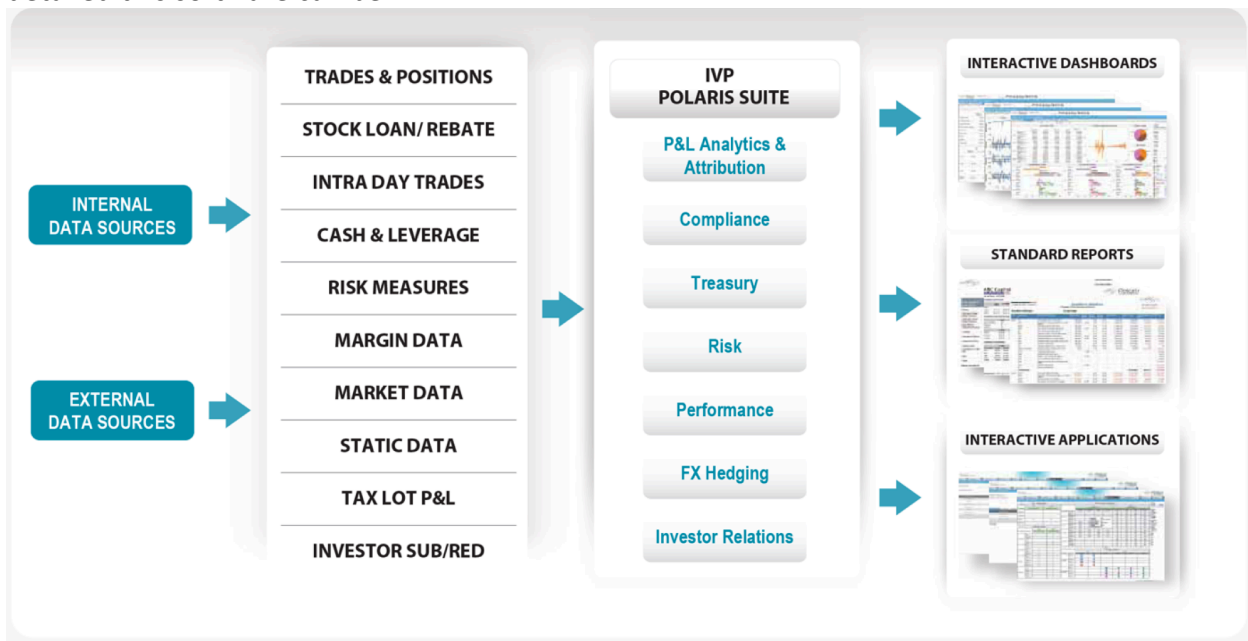 INTERNAL
DATA SOURCES
EXTERNAL
DATA SOURCES
TRADES & POSITIONS
STOCK LOAN/ REBATE
INTRA DAY TRADES
CASH & LEVERAGE
RISK MEASURES
MARGIN DATA
MARKET DATA
STATIC DATA
TAX LOT P&L
INVESTOR SUB/RED
IVP
POLARIS SUITE
P&L Analytics &
Attribution
Compliance
Treasury
Risk
Performance
FX Hedging
Investor Relations
INTERACTIVE DASHBOARDS
STANDARD REPORTS
INTERACTIVE APPLICATIONS